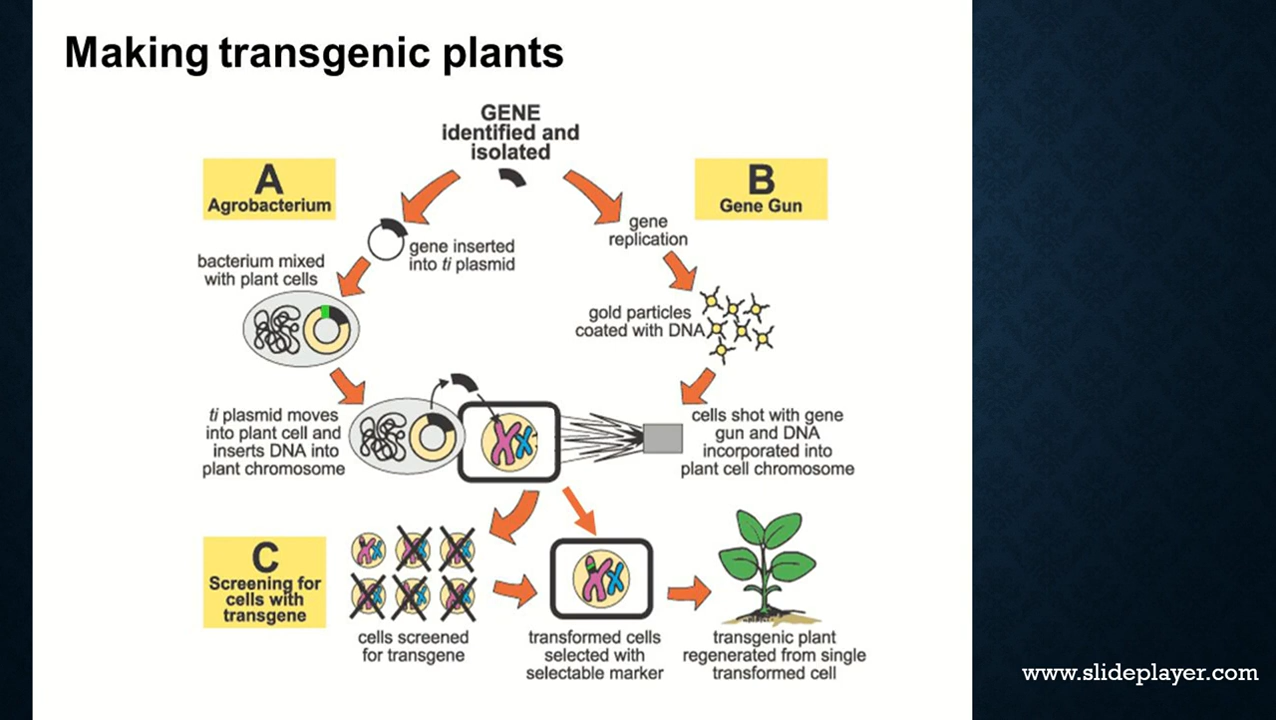 Making transgenic plants
GENE
identified and
isolated
A
Agrobacterium
B
Gene Gun
gene inserted
into ti plasmid
gene
replication
bacterium mixed
with plant cells
gold particles
coated with DNA
ti plasmid moves
into plant cell and
inserts DNA into
plant chromosome
cells shot with gene
gun and DNA
incorporated into
plant cell chromosome
C
Screening for
cells with
transgene
cells screened
for transgene
transformed cells
selected with
selectable marker
transgenic plant
regenerated from single
transformed cell
www.slideplayer.com